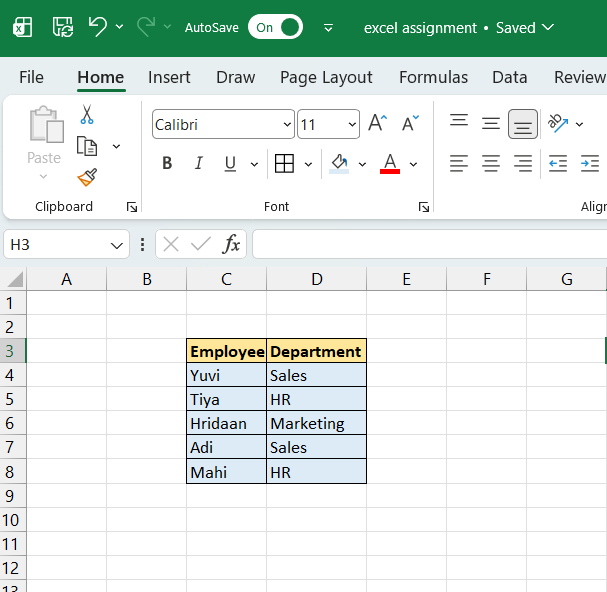 AutoSave On excel assignment • Saved
File Home Insert Draw Page Layout Formulas Data Review
Calibri 11 A A
Paste B I U A
Clipboard Font Align
H3 fx
A B C D E F G
1
2
3 Employee Department
4 Yuvi Sales
5 Tiya HR
6 Hridaan Marketing
7 Adi Sales
8 Mahi HR
9
10
11
12
13